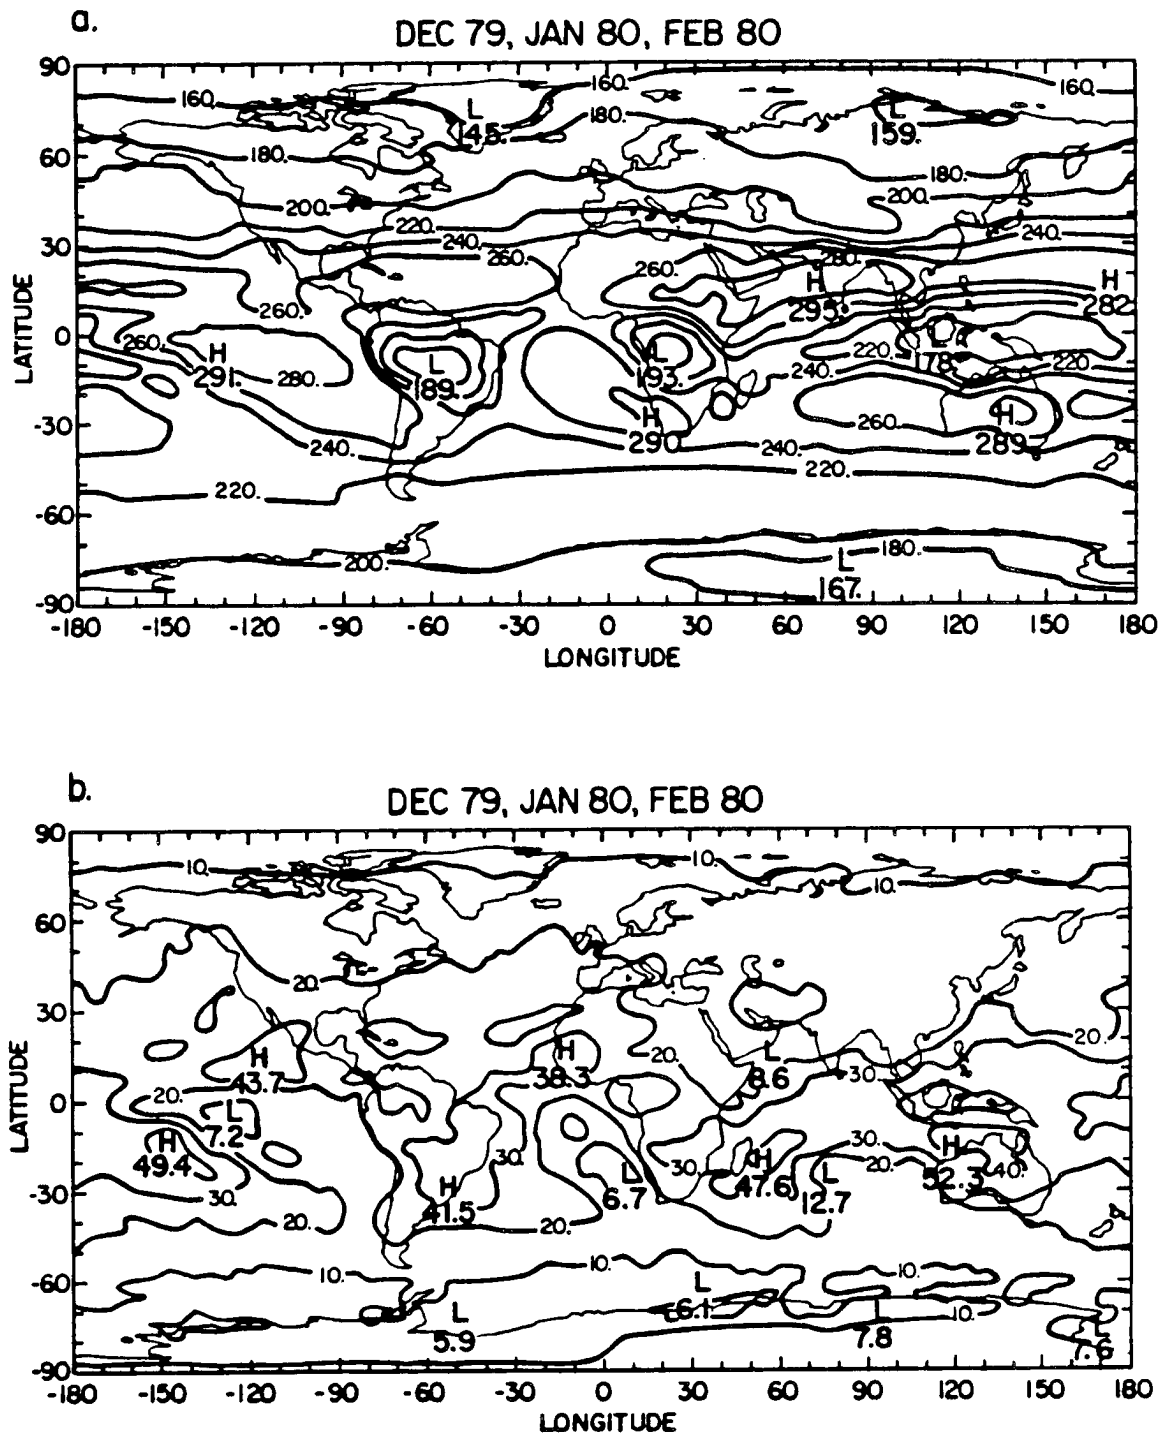 a.
DEC 79, JAN 80, FEB 80
90
160. 160. 160.
L 145. 180. L 159.
60
180. 180.
200. 200.
220. 240.
30
240. 260. 260. 280. H 295. H 282.
260.
0
260. H 291. 280. L 189. L 193. 220. L 178. 220.
240.
-30
H 290. 260. H 289.
240. 240.
220.
220.
-60
200. L 167. 180.
-90
-180 -150 -120 -90 -60 -30 0 30 60 90 120 150 180
LATITUDE
LONGITUDE
b.
DEC 79, JAN 80, FEB 80
90
10. 10. 10.
60
20.
30
20. 20.
H 43.7 H 38.3 L 8.6 30.
0
20. L 7.2
H 49.4 30. 30. 30. 20. H 52.3 40.
L 6.7 H 47.6 L 12.7
-30
30. H 41.5
20. 20.
-60
10. 10. 10.
L 5.9 L 6.1 L 7.8 10. L 7.6
-90
-180 -150 -120 -90 -60 -30 0 30 60 90 120 150 180
LATITUDE
LONGITUDE